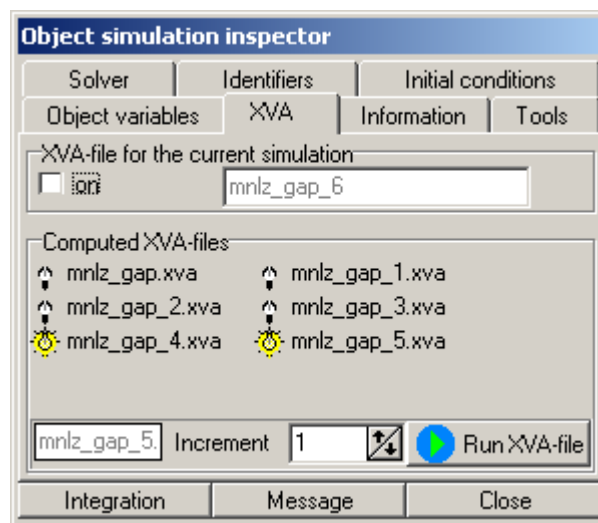 Object simulation inspector
Solver Identifiers Initial conditions
Object variables XVA Information Tools
XVA-file for the current simulation
on mnlz_gap_6
Computed XVA-files
mnlz_gap.xva mnlz_gap_1.xva
mnlz_gap_2.xva mnlz_gap_3.xva
mnlz_gap_4.xva mnlz_gap_5.xva
mnlz_gap_5. Increment 1 Run XVA-file
Integration Message Close